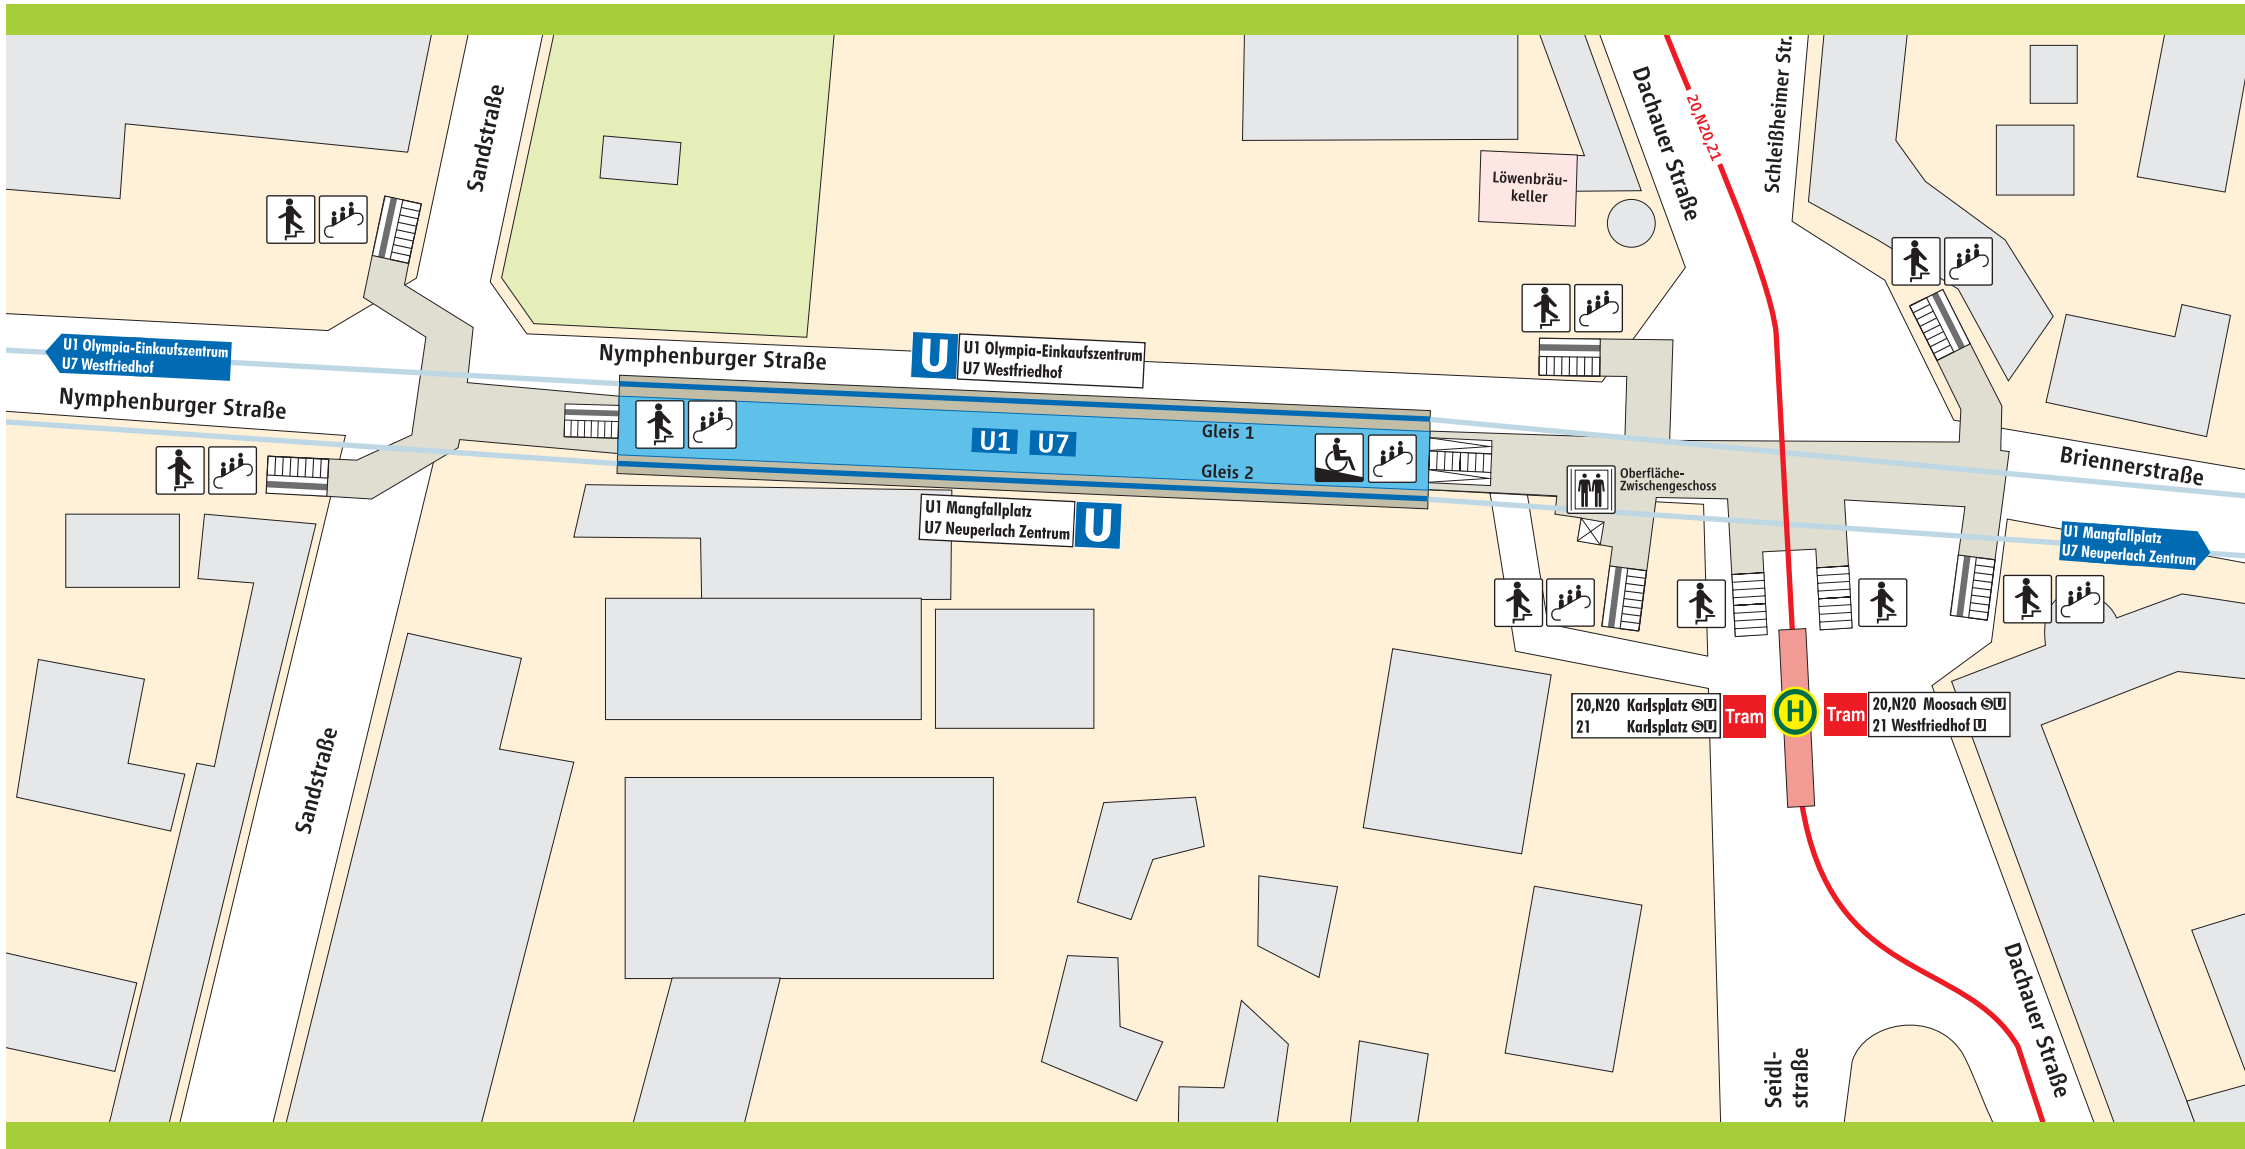 Sandstraße
Dachauer Straße
20,N20,21
Schleißheimer Str.
Löwenbräu-
keller
U1 Olympia-Einkaufszentrum
U7 Westfriedhof
Nymphenburger Straße
Nymphenburger Straße
U
U1 Olympia-Einkaufszentrum
U7 Westfriedhof
U1 U7
Gleis 1
Gleis 2
Oberfläche-
Zwischengeschoss
Briennerstraße
U1 Mangfallplatz
U7 Neuperlach Zentrum
U
U1 Mangfallplatz
U7 Neuperlach Zentrum
20,N20 Karlsplatz S U
21 Karlsplatz S U
Tram
H
Tram
20,N20 Moosach S U
21 Westfriedhof U
Sandstraße
Seidl-
straße
Dachauer Straße